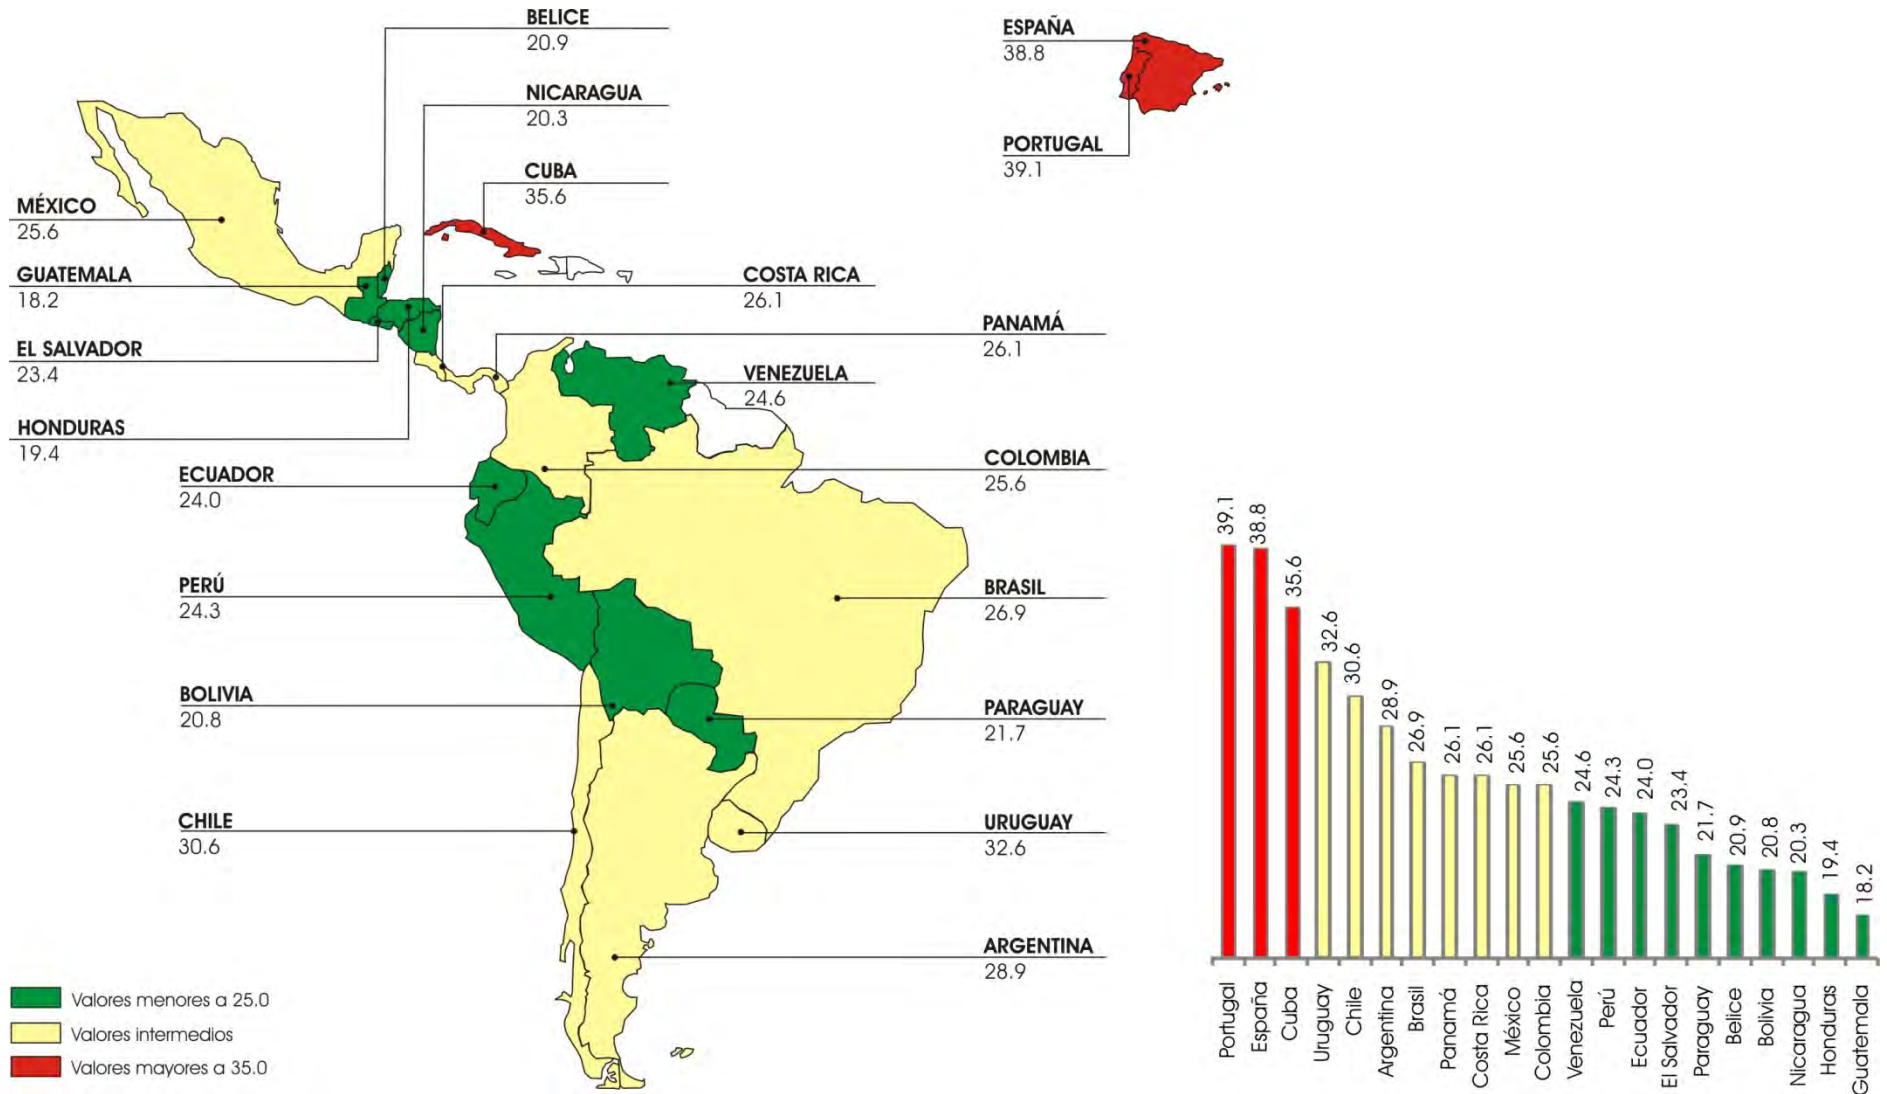 BELICE
20.9
NICARAGUA
20.3
CUBA
35.6
MÉXICO
25.6
GUATEMALA
18.2
EL SALVADOR
23.4
HONDURAS
19.4
COSTA RICA
26.1
PANAMÁ
26.1
VENEZUELA
24.6
COLOMBIA
25.6
ECUADOR
24.0
PERÚ
24.3
BRASIL
26.9
BOLIVIA
20.8
PARAGUAY
21.7
CHILE
30.6
URUGUAY
32.6
ARGENTINA
28.9
ESPAÑA
38.8
PORTUGAL
39.1
Valores menores a 25.0
Valores intermedios
Valores mayores a 35.0
39.1
38.8
35.6
32.6
30.6
28.9
26.9
26.1
26.1
25.6
25.6
24.6
24.3
24.0
23.4
21.7
20.9
20.8
20.3
19.4
18.2
Portugal
España
Cuba
Uruguay
Chile
Argentina
Brasil
Panamá
Costa Rica
México
Colombia
Venezuela
Perú
Ecuador
El Salvador
Paraguay
Belice
Bolivia
Nicaragua
Honduras
Guatemala